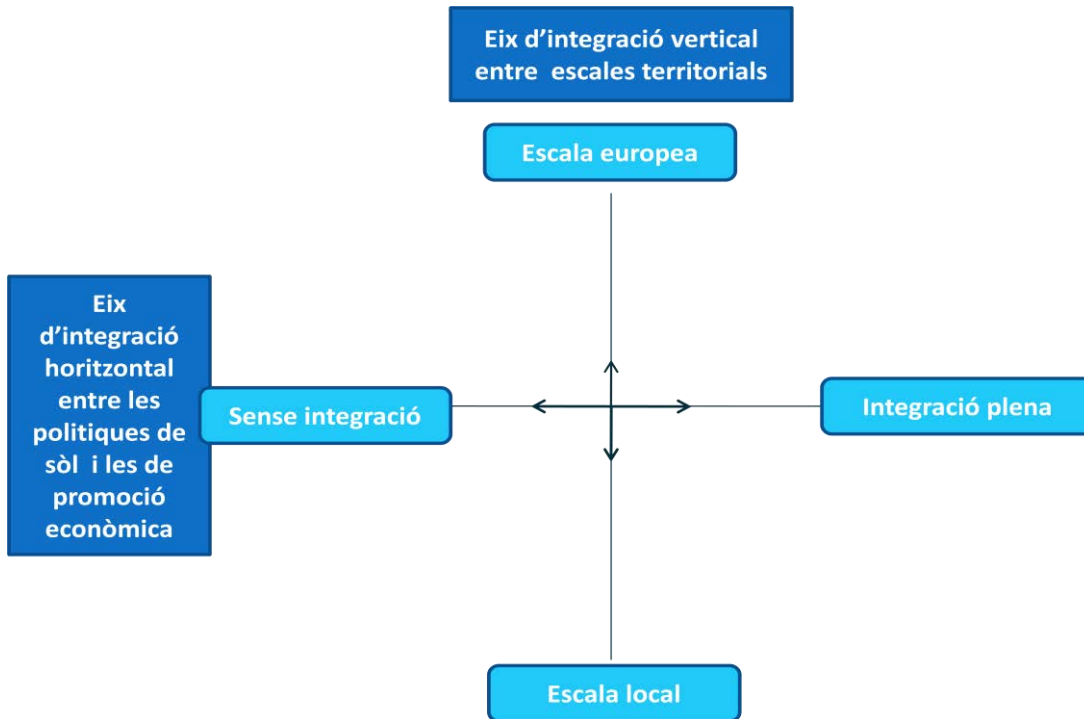 Eix d'integració vertical
entre escales territorials
Escala europea
Eix
d'integració
horitzontal
entre les
politiques de
sòl i les de
promoció
econòmica
Sense integració
Integració plena
Escala local